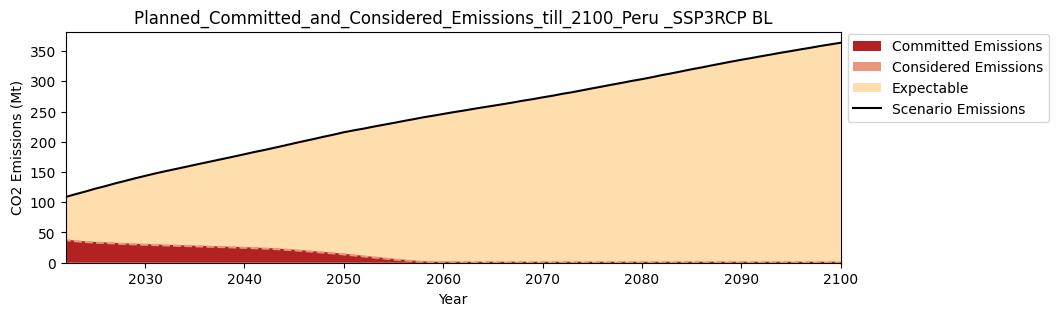 Planned_Committed_and_Considered_Emissions_till_2100_Peru _SSP3RCP BL
350
300
250
200
150
100
50
0
CO2 Emissions (Mt)
2030 2040 2050 2060 2070 2080 2090 2100
Year
Committed Emissions
Considered Emissions
Expectable
Scenario Emissions